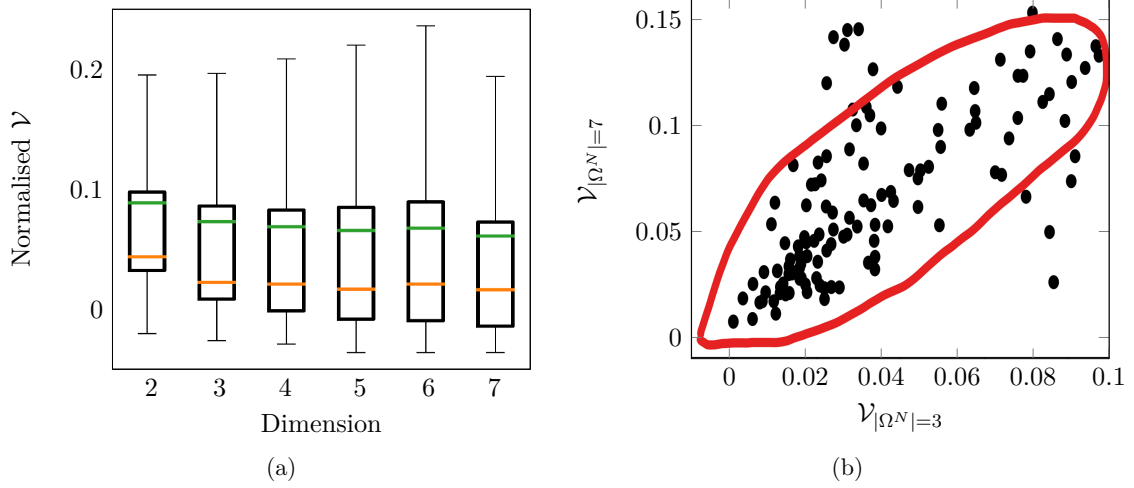 Normalised 𝒱
0.2
0.1
0
2 3 4 5 6 7
Dimension
(a)
𝒱|Ω^N|=7
0.15
0.1
0.05
0
0 0.02 0.04 0.06 0.08 0.1
𝒱|Ω^N|=3
(b)